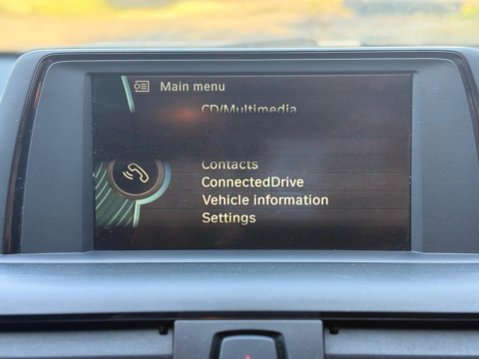 Main menu
CD/Multimedia
Contacts
ConnectedDrive
Vehicle information
Settings